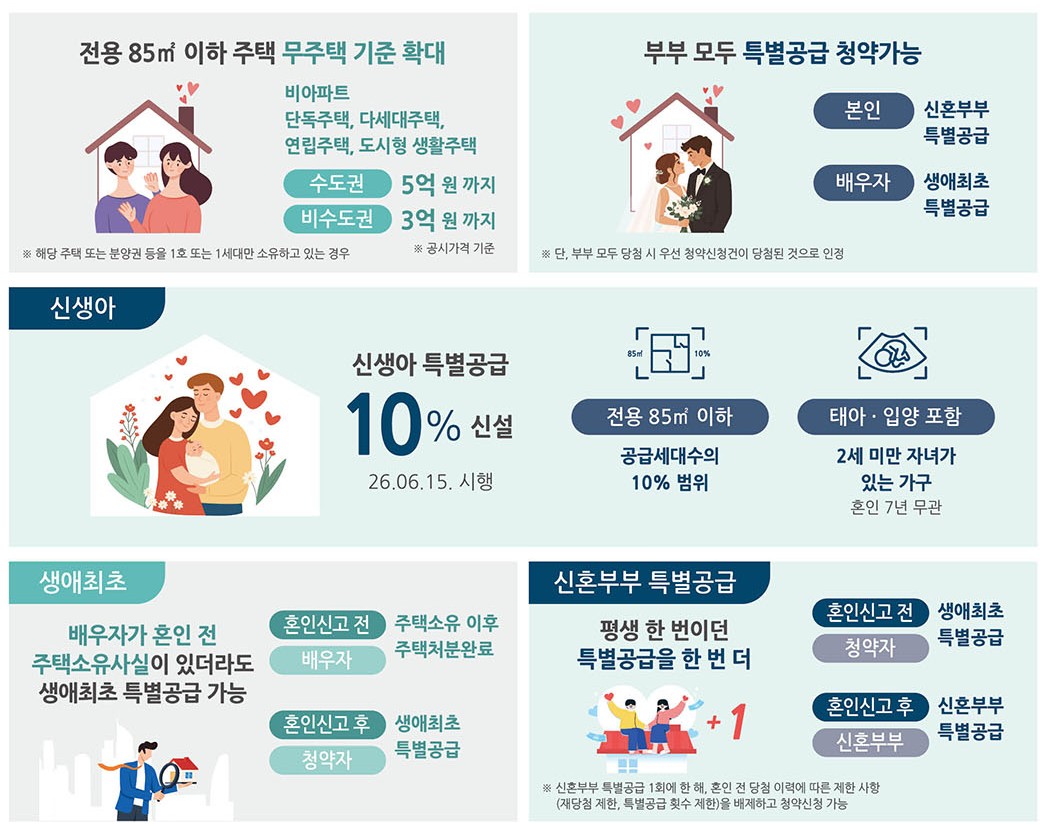 전용 85㎡ 이하 주택 무주택 기준 확대
비아파트
단독주택, 다세대주택,
연립주택, 도시형 생활주택
수도권 5억 원 까지
비수도권 3억 원 까지
※ 공시가격 기준
※ 해당 주택 또는 분양권 등을 1호 또는 1세대만 소유하고 있는 경우
부부 모두 특별공급 청약가능
본인
신혼부부
특별공급
배우자
생애최초
특별공급
※ 단, 부부 모두 당첨 시 우선 청약신청건이 당첨된 것으로 인정
신생아
신생아 특별공급
10% 신설
26.06.15. 시행
85㎡ 10%
전용 85㎡ 이하
공급세대수의
10% 범위
태아 · 입양 포함
2세 미만 자녀가
있는 가구
혼인 7년 무관
생애최초
배우자가 혼인 전
주택소유사실이 있더라도
생애최초 특별공급 가능
혼인신고 전
배우자
주택소유 이후
주택처분완료
혼인신고 후
청약자
생애최초
특별공급
신혼부부 특별공급
평생 한 번이던
특별공급을 한 번 더
+1
혼인신고 전
청약자
생애최초
특별공급
혼인신고 후
신혼부부
신혼부부
특별공급
※ 신혼부부 특별공급 1회에 한 해, 혼인 전 당첨 이력에 따른 제한 사항
(재당첨 제한, 특별공급 횟수 제한)을 배제하고 청약신청 가능